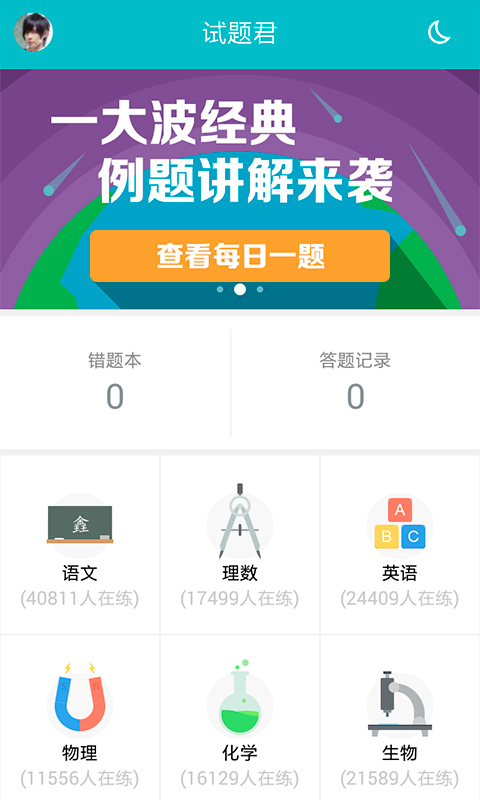 试题君
一大波经典
例题讲解来袭
查看每日一题
错题本
答题记录
0
0
鑫
A
B
C
语文
理数
英语
(40811人在练)
(17499人在练)
(24409人在练)
N
物理
化学
生物
(11556人在练)
(16129人在练)
(21589人在练)